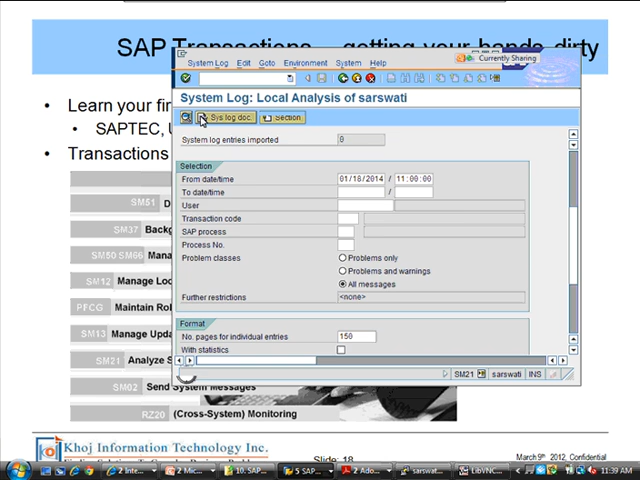 SAP Transactions – getting your hands dirty
Currently Sharing
System Log Edit Goto Environment System Help
System Log: Local Analysis of sarswati
Sys log doc. Section
System log entries imported 0
Selection
From date/time 01/18/2014 / 11:00:00
To date/time /
User
Transaction code
SAP process
Process No.
Problem classes Problems only
Problems and warnings
All messages
Further restrictions <none>
Format
No. pages for individual entries 150
With statistics
SM21 sarswati INS
• Learn your fir
• SAPTEC,
• Transactions
SM51 D
SM37 Backg
SM50 SM66 Mana
SM12 Manage Loc
PFCG Maintain Rol
SM13 Manage Upda
SM21 Analyze S
SM02 Send System Messages
RZ20 (Cross-System) Monitoring
Khoj Information Technology Inc.
Slide: 18
March 9th 2012, Confidential
2 Inte... 2 Mic... 10. SAP... 5 SAP... 2 Ado... sarswat... LibVNC... 11:39 AM